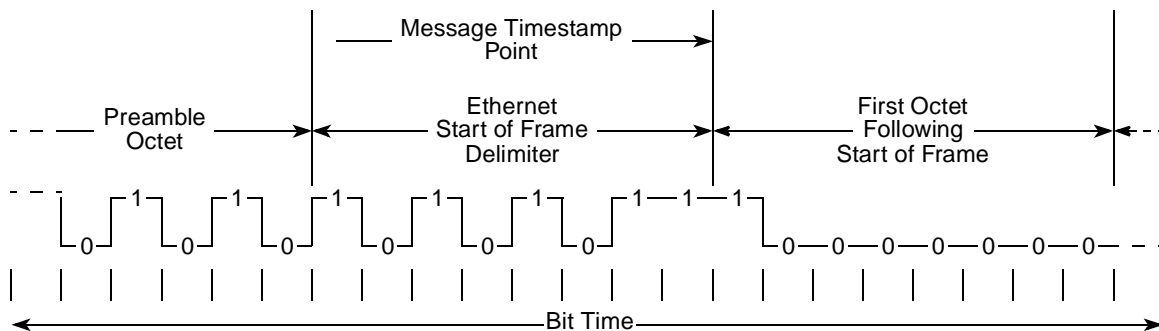 Message Timestamp
Point
Preamble
Octet
Ethernet
Start of Frame
Delimiter
First Octet
Following
Start of Frame
0 1 0 1 0 1 0 1 0 1 0 1 1 1 0 0 0 0 0 0 0
Bit Time